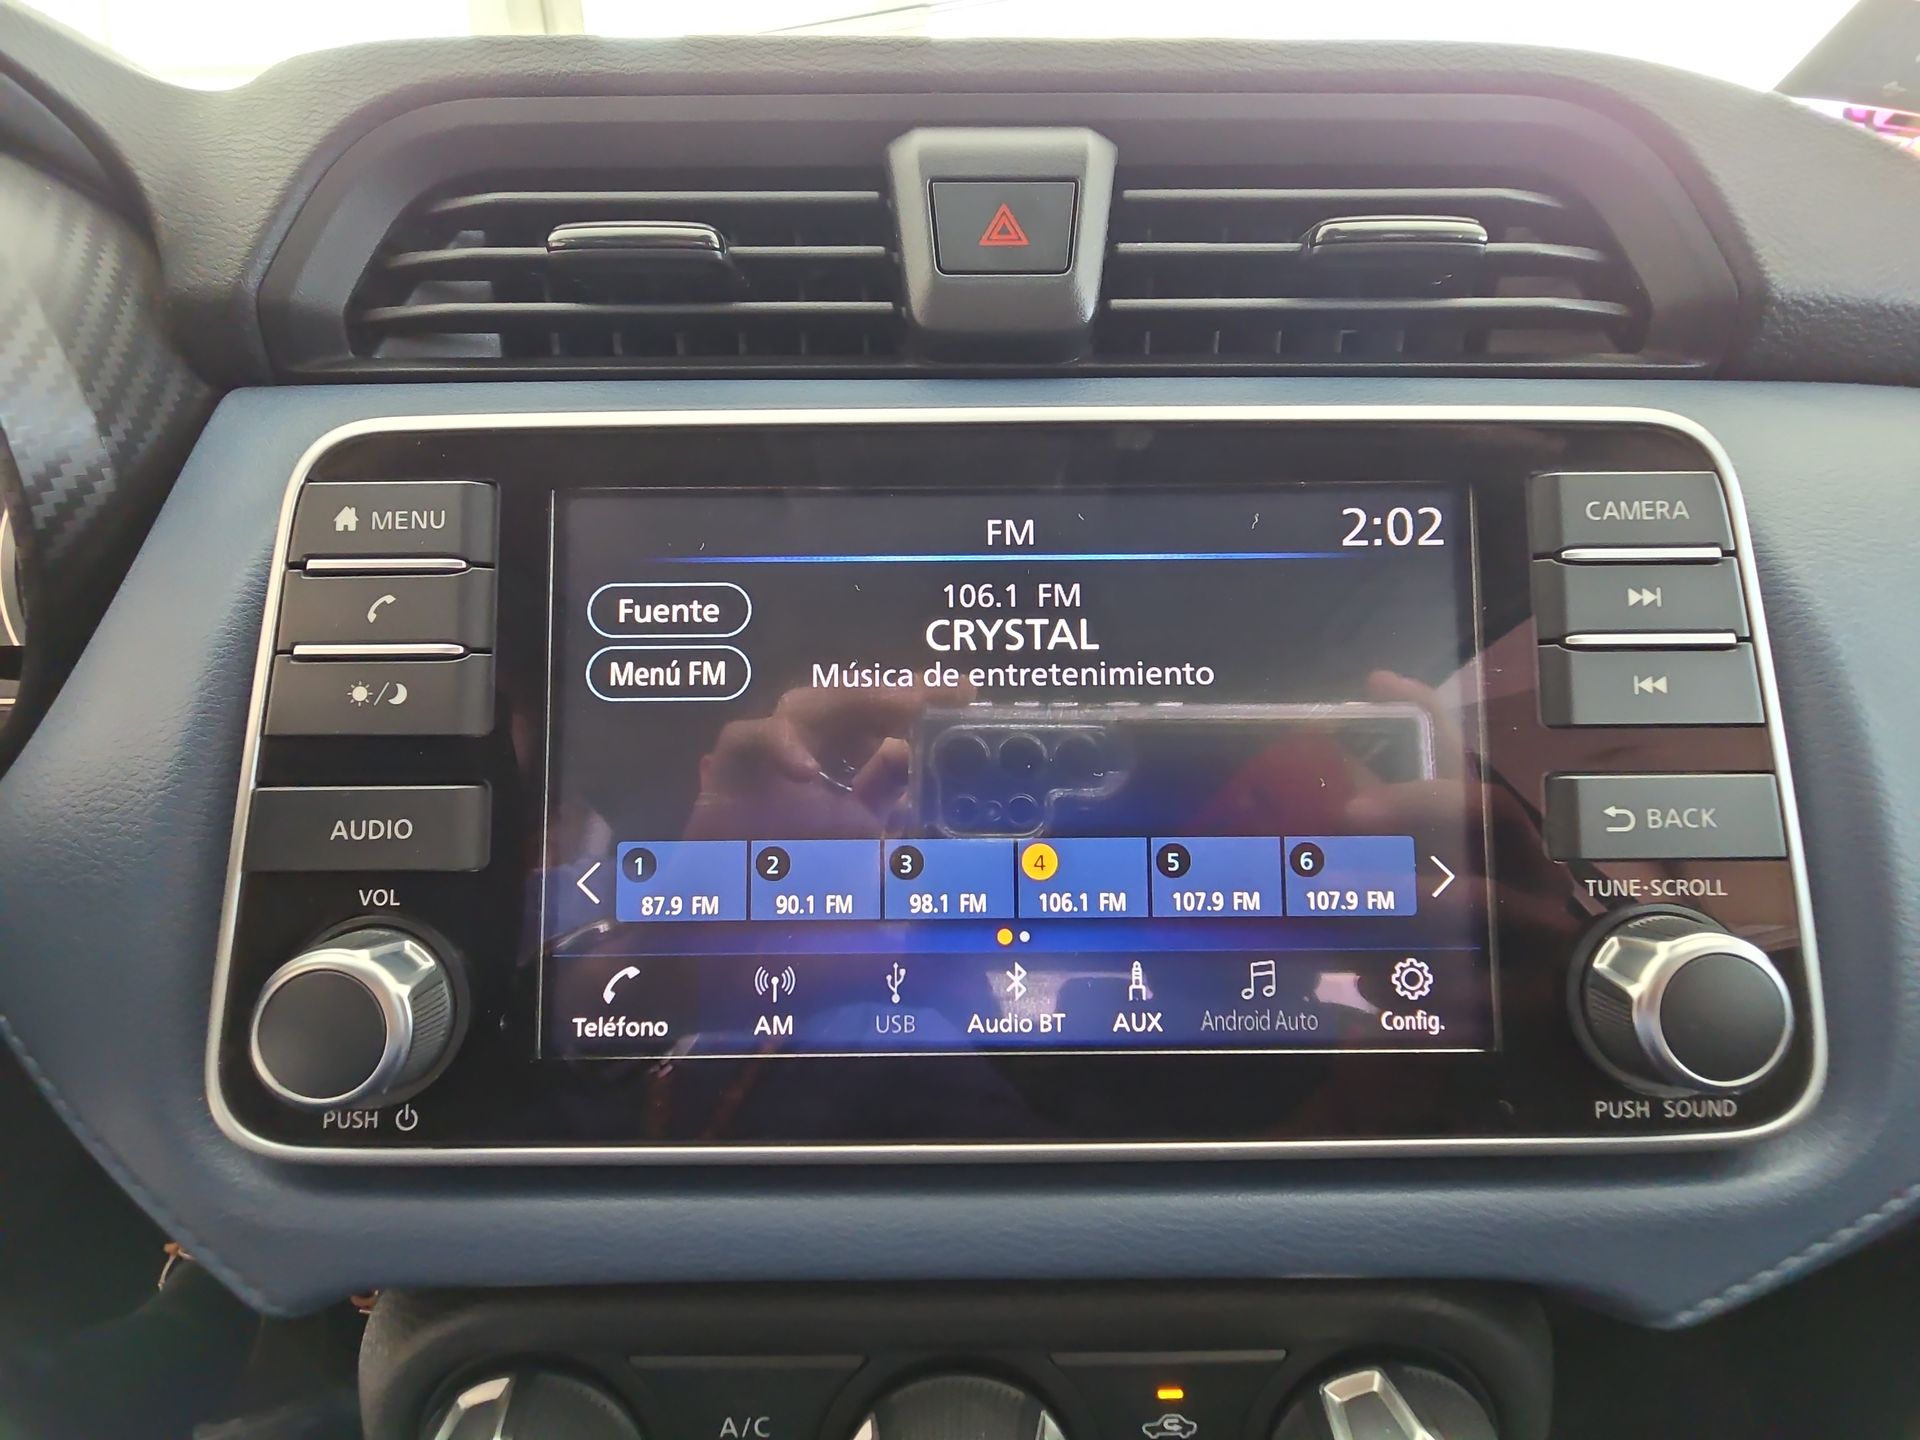 MENU
AUDIO
VOL
PUSH
FM
2:02
Fuente
Menú FM
106.1 FM
CRYSTAL
Música de entretenimiento
1 2 3 4 5 6
87.9 FM 90.1 FM 98.1 FM 106.1 FM 107.9 FM 107.9 FM
Teléfono AM USB Audio BT AUX Android Auto Config.
CAMERA
BACK
TUNE·SCROLL
PUSH SOUND
A/C